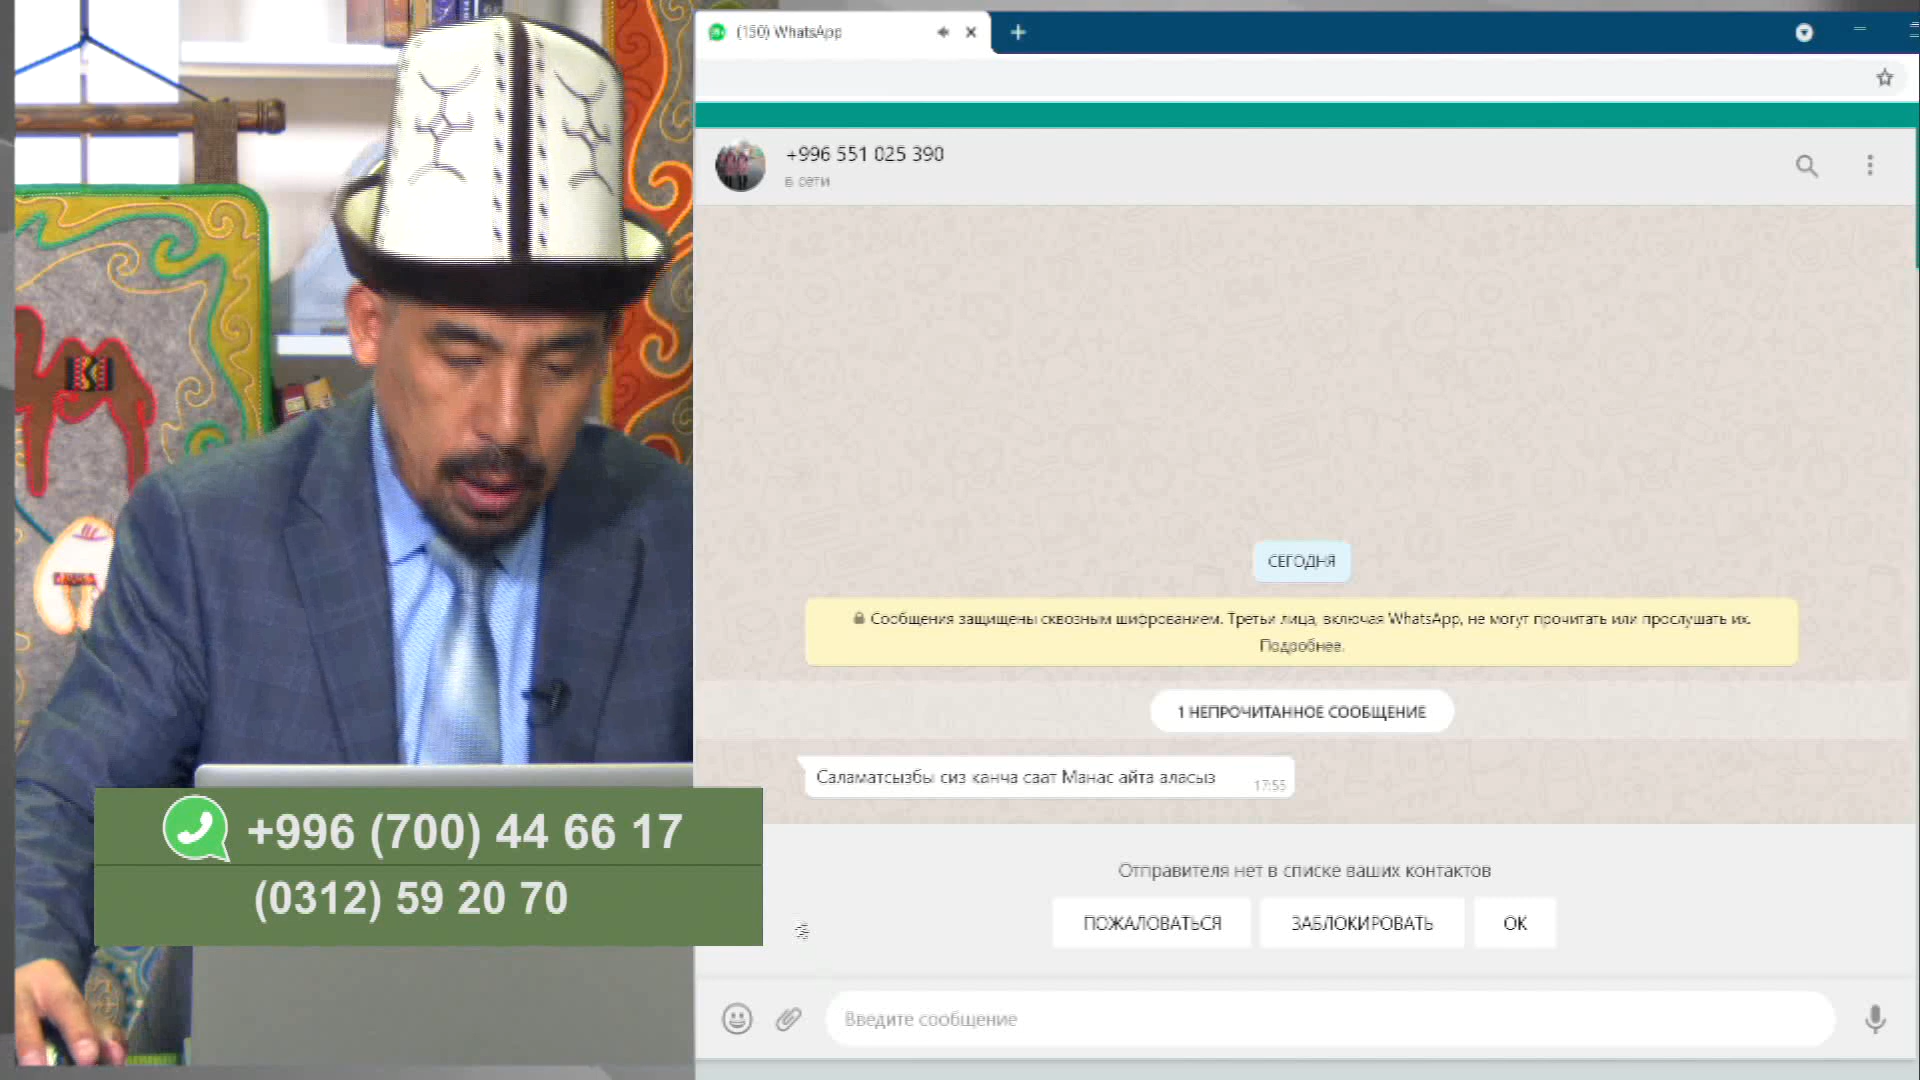 (150) WhatsApp
+996 551 025 390
в сети
СЕГОДНЯ
Сообщения защищены сквозным шифрованием. Третьи лица, включая WhatsApp, не могут прочитать или прослушать их.
Подробнее.
1 НЕПРОЧИТАННОЕ СООБЩЕНИЕ
Саламатсызбы сиз канча саат Манас айта аласыз
17:55
+996 (700) 44 66 17
(0312) 59 20 70
Отправителя нет в списке ваших контактов
ПОЖАЛОВАТЬСЯ ЗАБЛОКИРОВАТЬ ОК
Введите сообщение